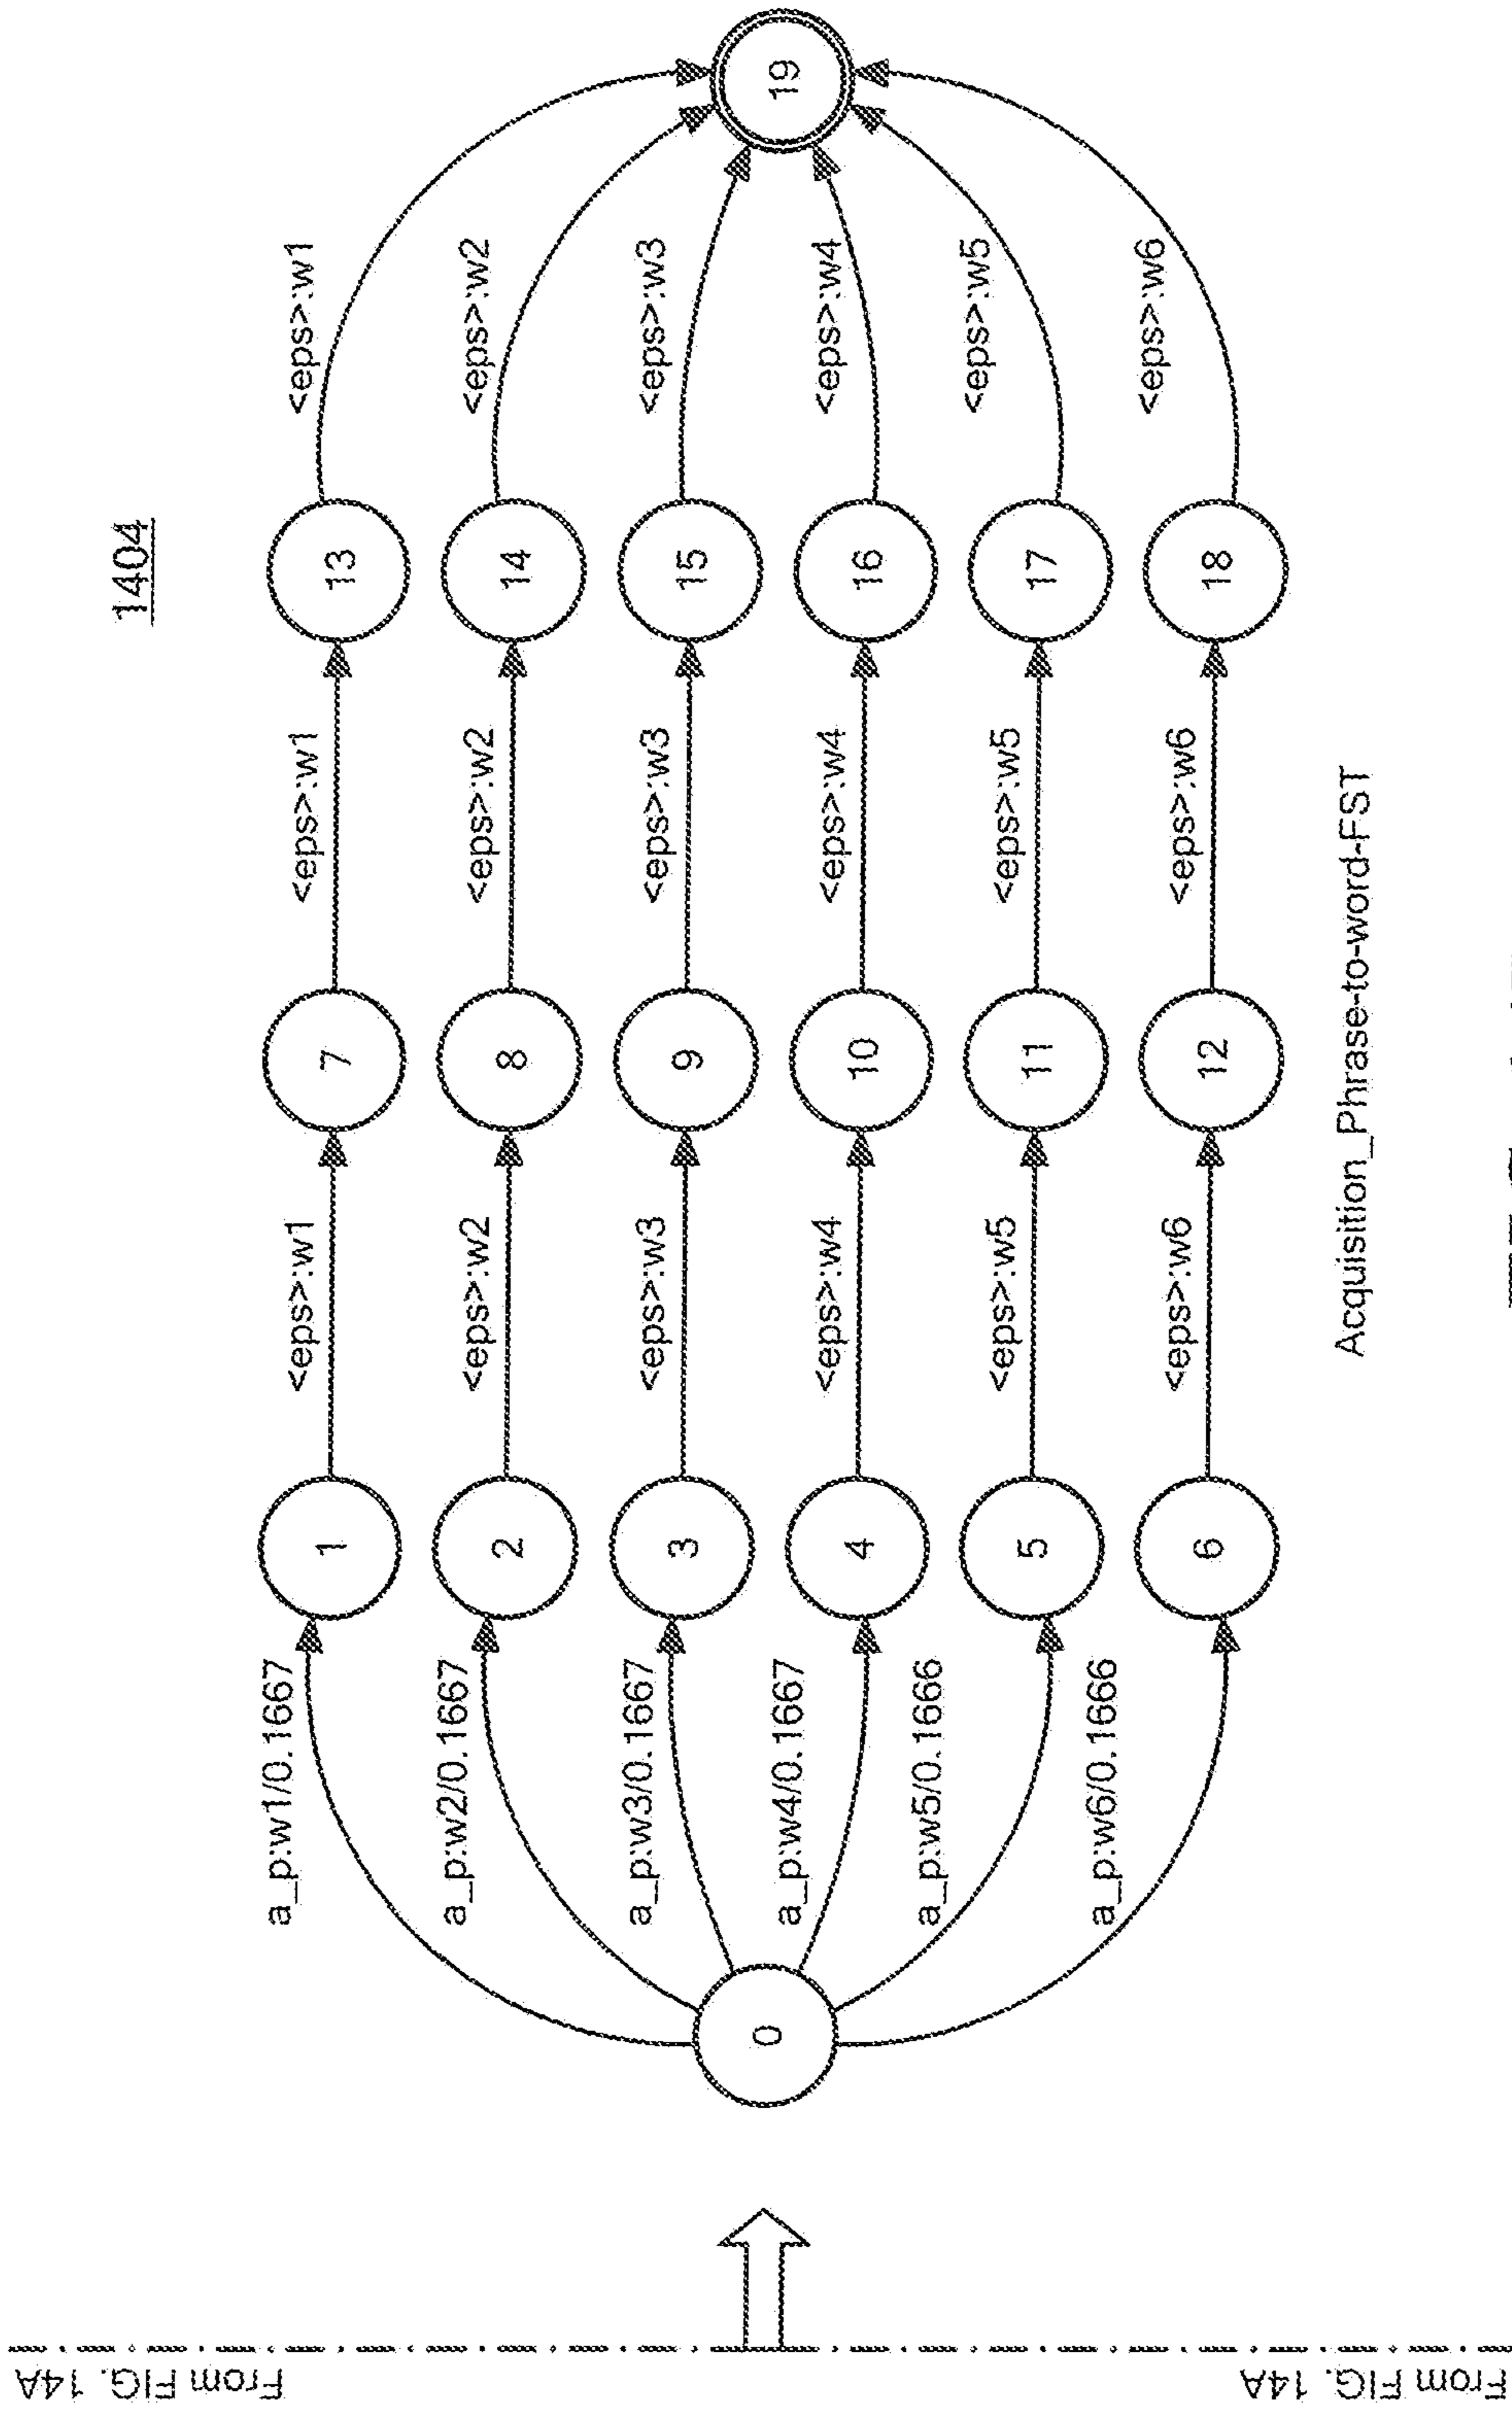 1404
a_p:w1/0.1667
1
<eps>:w1
7
<eps>:w1
13
<eps>:w1
a_p:w2/0.1667
2
<eps>:w2
8
<eps>:w2
14
<eps>:w2
a_p:w3/0.1667
3
<eps>:w3
9
<eps>:w3
15
<eps>:w3
0
19
a_p:w4/0.1667
4
<eps>:w4
10
<eps>:w4
16
<eps>:w4
a_p:w5/0.1666
5
<eps>:w5
11
<eps>:w5
17
<eps>:w5
a_p:w6/0.1666
6
<eps>:w6
12
<eps>:w6
18
<eps>:w6
From FIG. 14A
From FIG. 14A
Acquisition_Phrase-to-word-FST